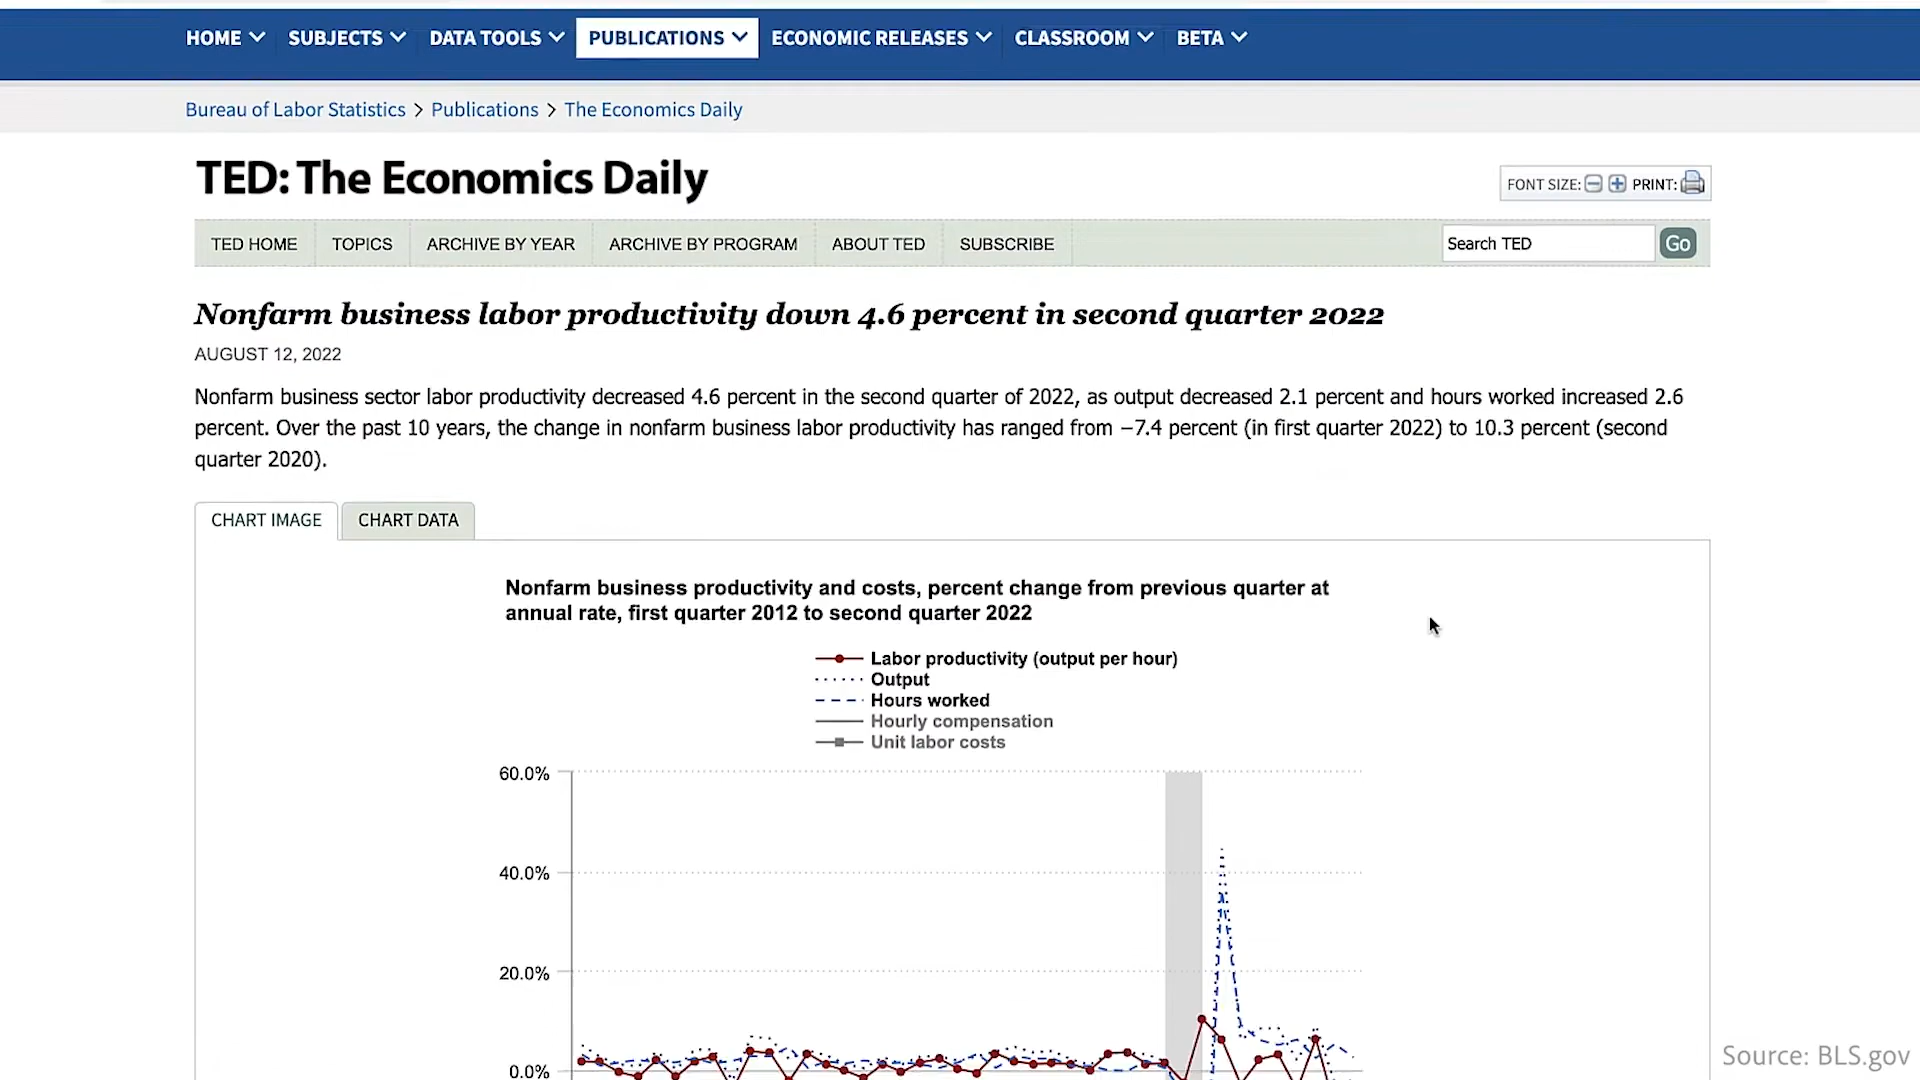 HOME SUBJECTS DATA TOOLS PUBLICATIONS ECONOMIC RELEASES CLASSROOM BETA
Bureau of Labor Statistics > Publications > The Economics Daily
TED: The Economics Daily
FONT SIZE: PRINT:
TED HOME TOPICS ARCHIVE BY YEAR ARCHIVE BY PROGRAM ABOUT TED SUBSCRIBE Search TED Go
Nonfarm business labor productivity down 4.6 percent in second quarter 2022
AUGUST 12, 2022
Nonfarm business sector labor productivity decreased 4.6 percent in the second quarter of 2022, as output decreased 2.1 percent and hours worked increased 2.6
percent. Over the past 10 years, the change in nonfarm business labor productivity has ranged from −7.4 percent (in first quarter 2022) to 10.3 percent (second
quarter 2020).
CHART IMAGE CHART DATA
Nonfarm business productivity and costs, percent change from previous quarter at
annual rate, first quarter 2012 to second quarter 2022
Labor productivity (output per hour)
Output
Hours worked
Hourly compensation
Unit labor costs
60.0%
40.0%
20.0%
0.0%
Source: BLS.gov